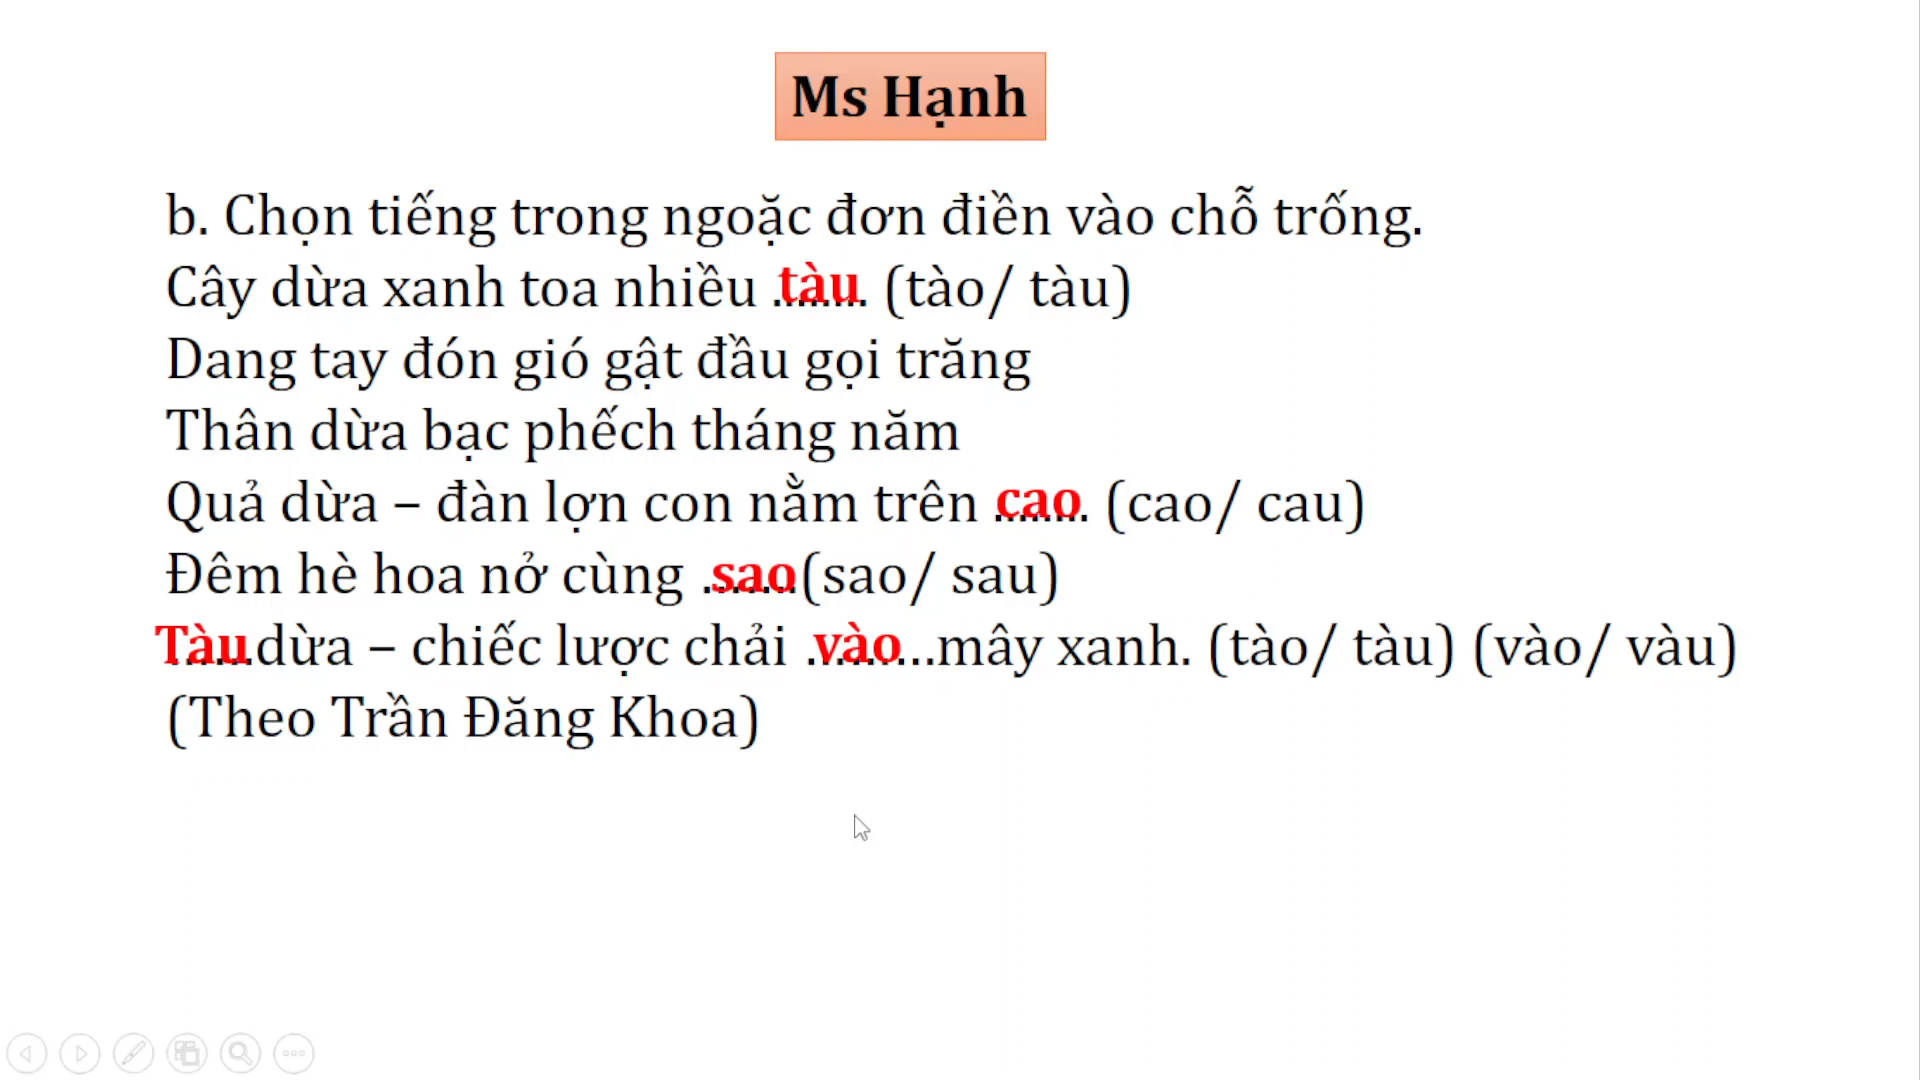 Ms Hạnh
b. Chọn tiếng trong ngoặc đơn điền vào chỗ trống.
Cây dừa xanh toa nhiều .tàu. (tào/ tàu)
Dang tay đón gió gật đầu gọi trăng
Thân dừa bạc phếch tháng năm
Quả dừa – đàn lợn con nằm trên .cao. (cao/ cau)
Đêm hè hoa nở cùng .sao(sao/ sau)
Tàu dừa – chiếc lược chải .vào...mây xanh. (tào/ tàu) (vào/ vàu)
(Theo Trần Đăng Khoa)